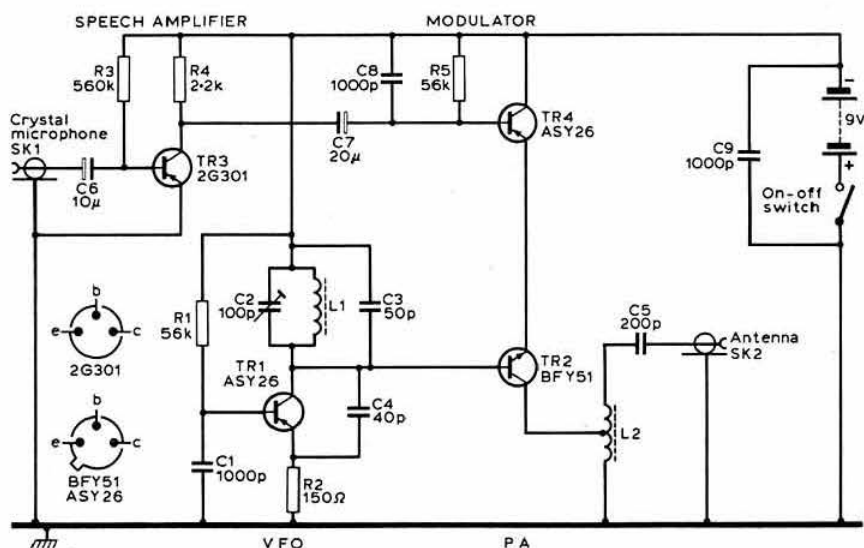 SPEECH AMPLIFIER
MODULATOR
R3
560k
R4
2·2k
C8
1000p
R5
56k
Crystal
microphone
SK1
TR3
2G301
C6
10μ
C7
20μ
TR4
ASY26
C9
1000p
−
9V
+
On-off
switch
R1
56k
C2
100p
L1
C3
50p
C5
200p
Antenna
SK2
b
e
c
2G301
TR1
ASY26
TR2
BFY51
C4
40p
L2
b
e
c
BFY51
ASY26
C1
1000p
R2
150Ω
VFO
PA